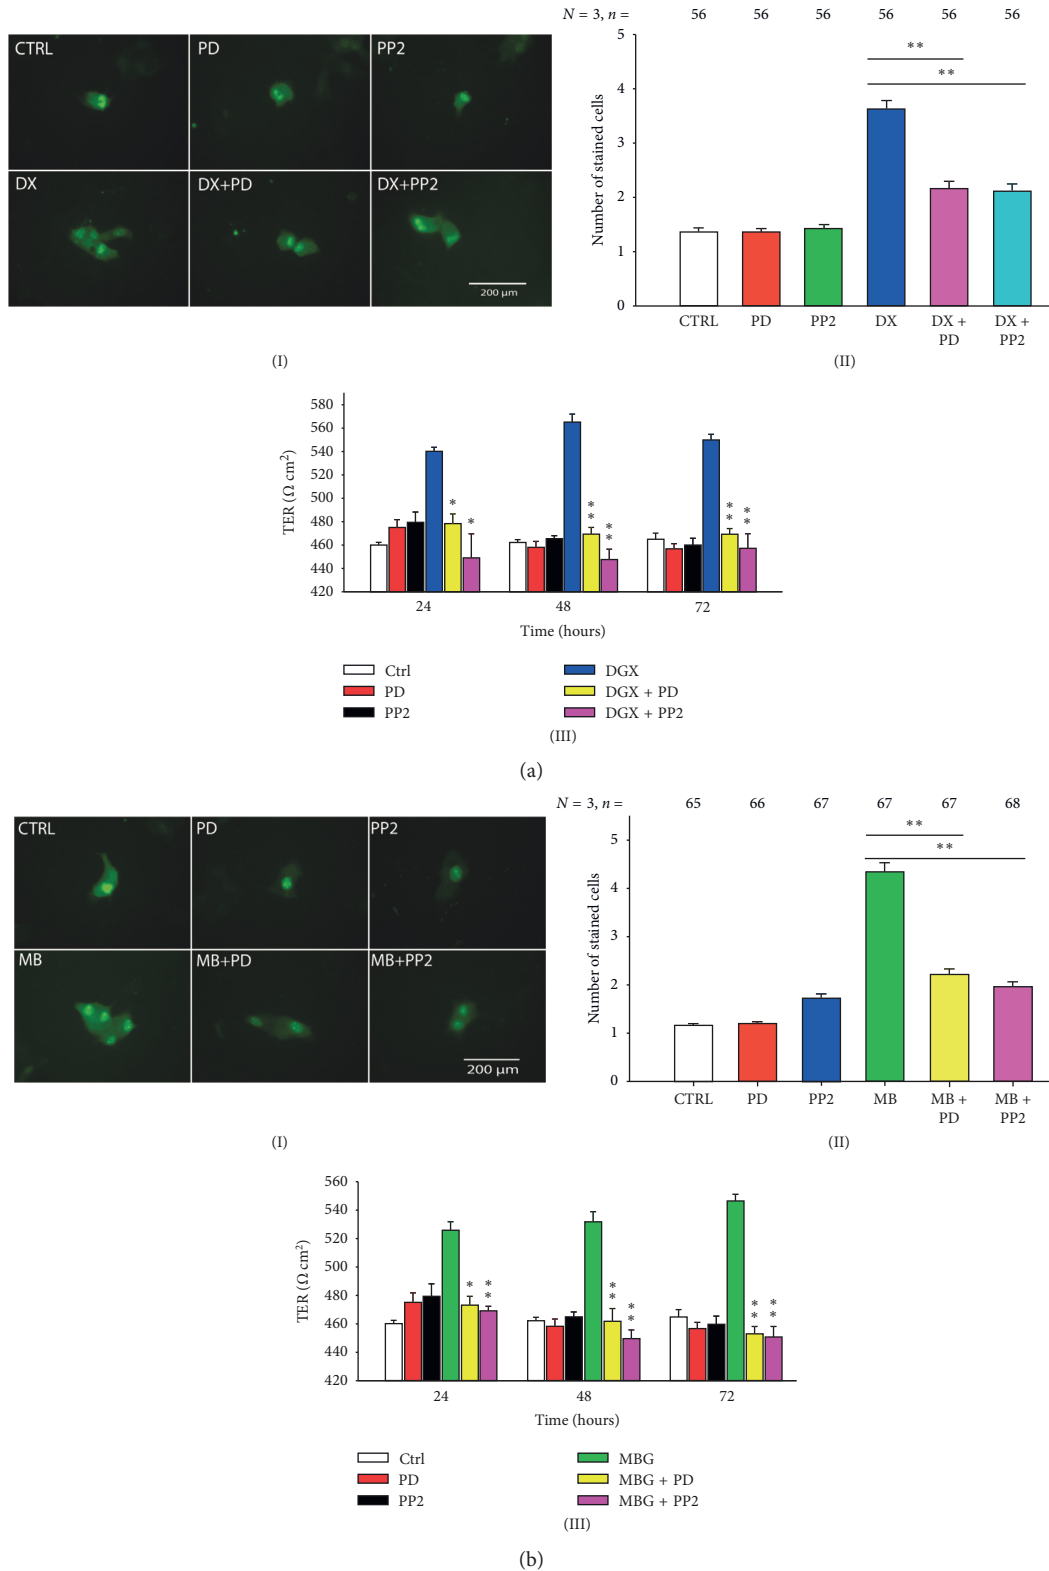 CTRL
PD
PP2
DX
DX+PD
DX+PP2
200 µm
(I)
N = 3, n =
56
56
56
56
56
56
Number of stained cells
5
4
3
2
1
0
**
**
CTRL
PD
PP2
DX
DX +
PD
DX +
PP2
(II)
TER (Ω cm²)
580
560
540
520
500
480
460
440
420
*
*
**
**
**
**
24
48
72
Time (hours)
Ctrl
PD
PP2
DGX
DGX + PD
DGX + PP2
(III)
(a)
CTRL
PD
PP2
MB
MB+PD
MB+PP2
200 µm
(I)
N = 3, n =
65
66
67
67
67
68
Number of stained cells
5
4
3
2
1
0
**
**
CTRL
PD
PP2
MB
MB +
PD
MB +
PP2
(II)
TER (Ω cm²)
560
540
520
500
480
460
440
420
*
**
**
**
**
**
24
48
72
Time (hours)
Ctrl
PD
PP2
MBG
MBG + PD
MBG + PP2
(III)
(b)